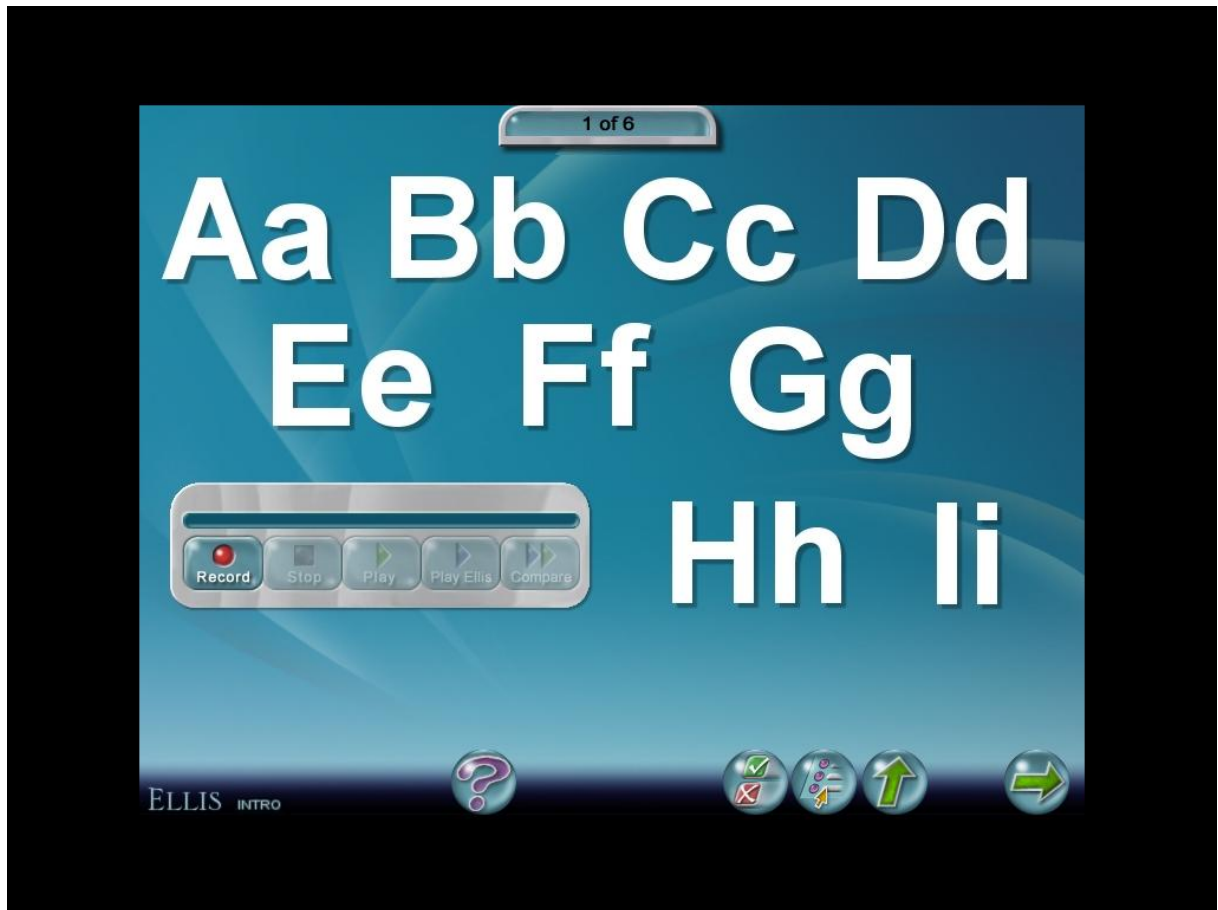 1 of 6
Aa Bb Cc Dd
Ee Ff Gg
Hh Ii
Record Stop Play Play Ellis Compare
ELLIS INTRO